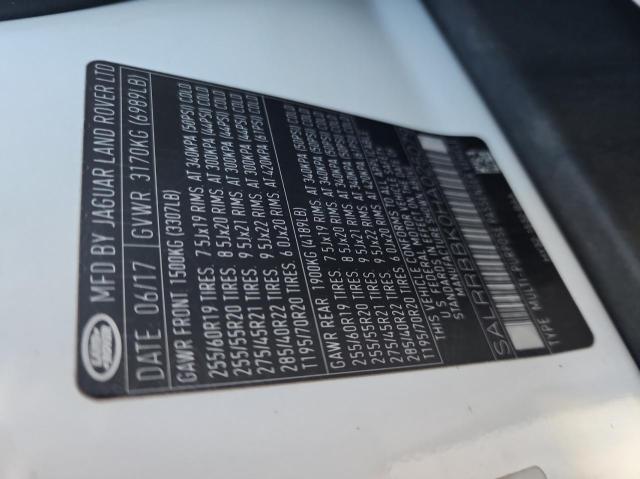 LAND ROVER
MFD BY JAGUAR LAND ROVER LTD
DATE: 06/17 GVWR 3170KG (6989LB)
GAWR FRONT 1500KG (3307LB)
255/60R19 TIRES. 7.5Jx19 RIMS. AT 340KPA (50PSI) COLD
255/55R20 TIRES. 8.5Jx20 RIMS. AT 300KPA (44PSI) COLD
275/45R21 TIRES. 9.5Jx21 RIMS. AT 300KPA (44PSI) COLD
285/40R22 TIRES. 9.5Jx22 RIMS. AT 300KPA (44PSI) COLD
T195/70R20 TIRES 6.0Jx20 RIMS. AT 420KPA (61PSI) COLD
GAWR REAR 1900KG (4189LB)
255/60R19 TIRES. 7.5Jx19 RIMS. AT 340KPA (50PSI) COLD
255/55R20 TIRES. 8.5Jx20 RIMS. AT
275/45R21 TIRES. 9.5Jx21 RIMS. AT
285/40R22 TIRES. 9.5Jx22 RIMS.
T195/70R20 TIRES 6.0Jx20 RIMS
THIS VEHICLE CONFORMS TO ALL
U.S. FEDERAL MOTOR VEHICLE
STANDARDS
TYPE MULTI-PURPOSE PASSENGER